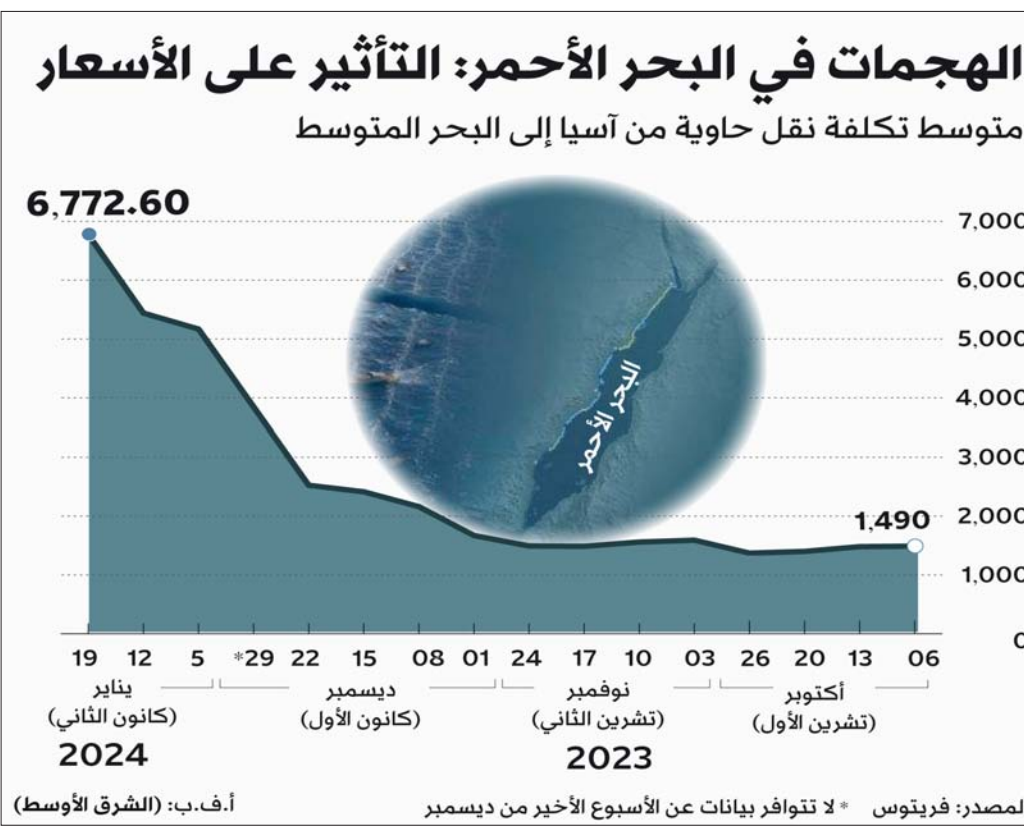 الهجمات في البحر الأحمر: التأثير على الأسعار
متوسط تكلفة نقل حاوية من آسيا إلى البحر المتوسط
6,772.60
7,000
6,000
5,000
4,000
3,000
2,000
1,000
0
البحر الأحمر
1,490
06 13 20 26 03 10 17 24 01 08 15 22 29* 5 12 19
أكتوبر نوفمبر ديسمبر يناير
(تشرين الأول) (تشرين الثاني) (كانون الأول) (كانون الثاني)
2023 2024
لمصدر: فريتوس * لا تتوافر بيانات عن الأسبوع الأخير من ديسمبر أ.ف.ب: (الشرق الأوسط)